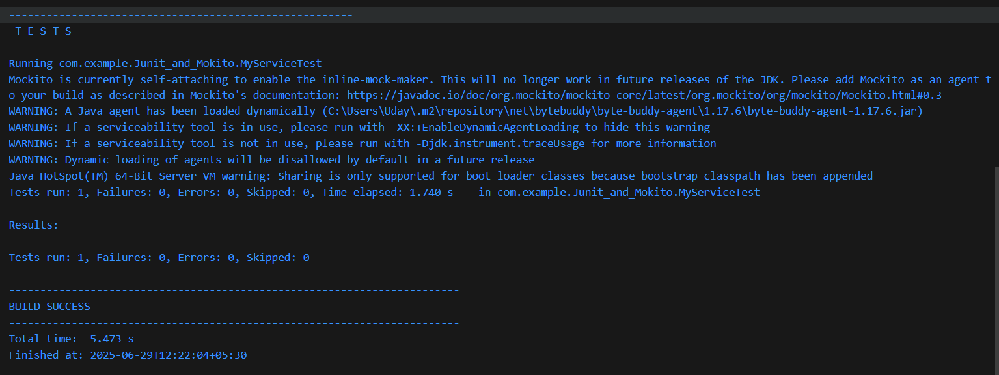 -------------------------------------------------------
T E S T S
-------------------------------------------------------
Running com.example.Junit_and_Mokito.MyServiceTest
Mockito is currently self-attaching to enable the inline-mock-maker. This will no longer work in future releases of the JDK. Please add Mockito as an agent t
o your build as described in Mockito's documentation: https://javadoc.io/doc/org.mockito/mockito-core/latest/org.mockito/org/mockito/Mockito.html#0.3
WARNING: A Java agent has been loaded dynamically (C:\Users\Uday\.m2\repository\net\bytebuddy\byte-buddy-agent\1.17.6\byte-buddy-agent-1.17.6.jar)
WARNING: If a serviceability tool is in use, please run with -XX:+EnableDynamicAgentLoading to hide this warning
WARNING: If a serviceability tool is not in use, please run with -Djdk.instrument.traceUsage for more information
WARNING: Dynamic loading of agents will be disallowed by default in a future release
Java HotSpot(TM) 64-Bit Server VM warning: Sharing is only supported for boot loader classes because bootstrap classpath has been appended
Tests run: 1, Failures: 0, Errors: 0, Skipped: 0, Time elapsed: 1.740 s -- in com.example.Junit_and_Mokito.MyServiceTest
Results:
Tests run: 1, Failures: 0, Errors: 0, Skipped: 0
------------------------------------------------------------------------
BUILD SUCCESS
------------------------------------------------------------------------
Total time:  5.473 s
Finished at: 2025-06-29T12:22:04+05:30
------------------------------------------------------------------------